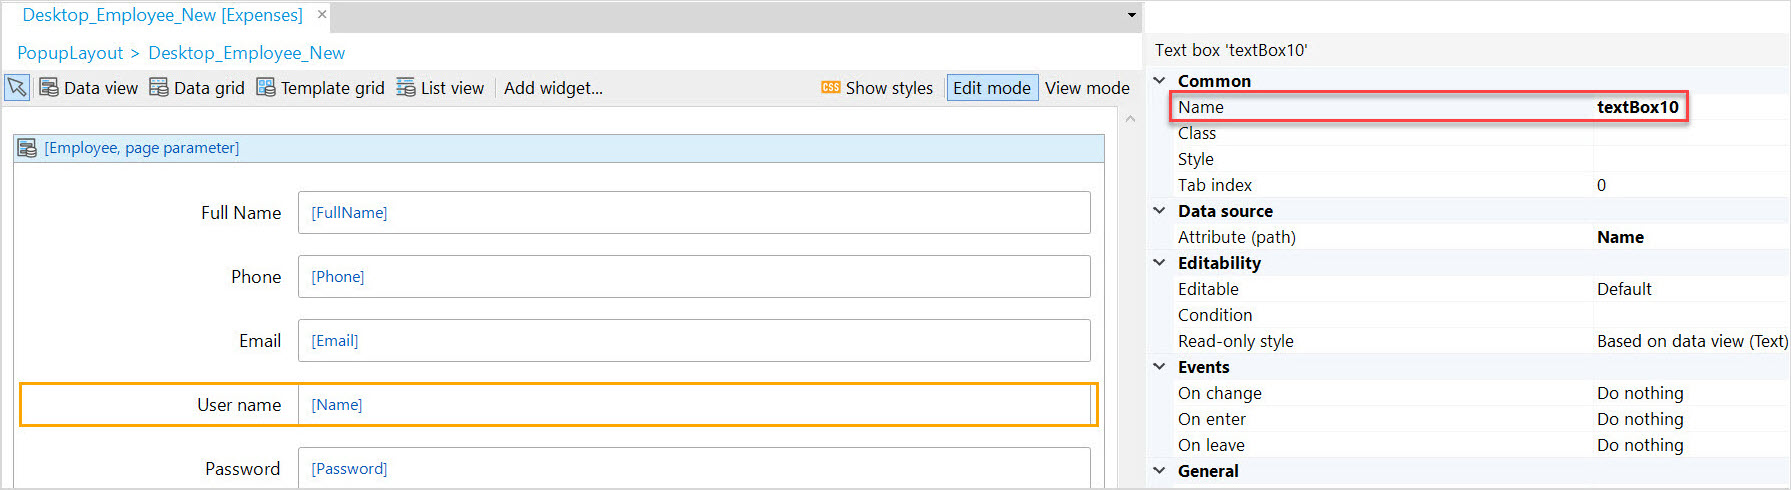 Desktop_Employee_New [Expenses] ×
PopupLayout > Desktop_Employee_New
Data view Data grid Template grid List view Add widget... CSS Show styles Edit mode View mode
[Employee, page parameter]
Full Name [FullName]
Phone [Phone]
Email [Email]
User name [Name]
Password [Password]
Text box 'textBox10'
Common
Name textBox10
Class
Style
Tab index 0
Data source
Attribute (path) Name
Editability
Editable Default
Condition
Read-only style Based on data view (Text)
Events
On change Do nothing
On enter Do nothing
On leave Do nothing
General